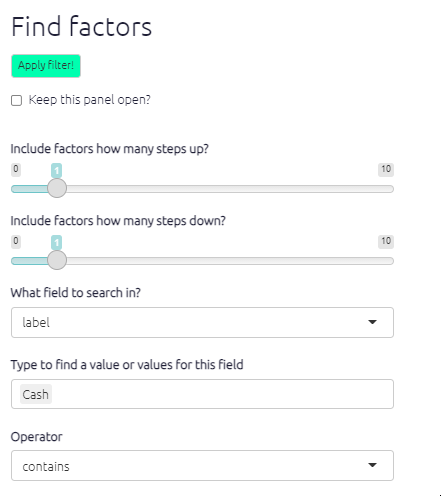 Find factors
Apply filter!
Keep this panel open?
Include factors how many steps up?
0 1 10
Include factors how many steps down?
0 1 10
What field to search in?
label
Type to find a value or values for this field
Cash
Operator
contains